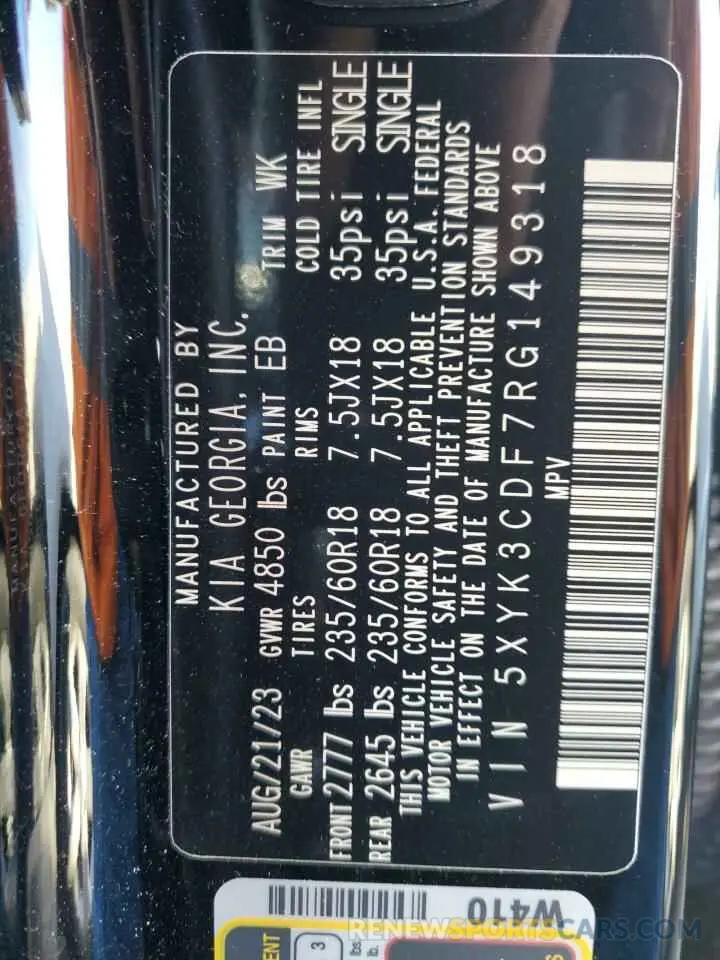 MANUFACTURED BY
KIA GEORGIA, INC.
AUG/21/23 GVWR 4850 lbs PAINT EB TRIM WK
GAWR TIRES RIMS COLD TIRE INFL
FRONT 2777 lbs 235/60R18 7.5JX18 35psi SINGLE
REAR 2645 lbs 235/60R18 7.5JX18 35psi SINGLE
THIS VEHICLE CONFORMS TO ALL APPLICABLE U.S.A. FEDERAL
MOTOR VEHICLE SAFETY AND THEFT PREVENTION STANDARDS
IN EFFECT ON THE DATE OF MANUFACTURE SHOWN ABOVE
VIN 5XYK3CDF7RG149318
MPV
W410
3
lbs.
lb.
RENEWSPORTSCARS.COM